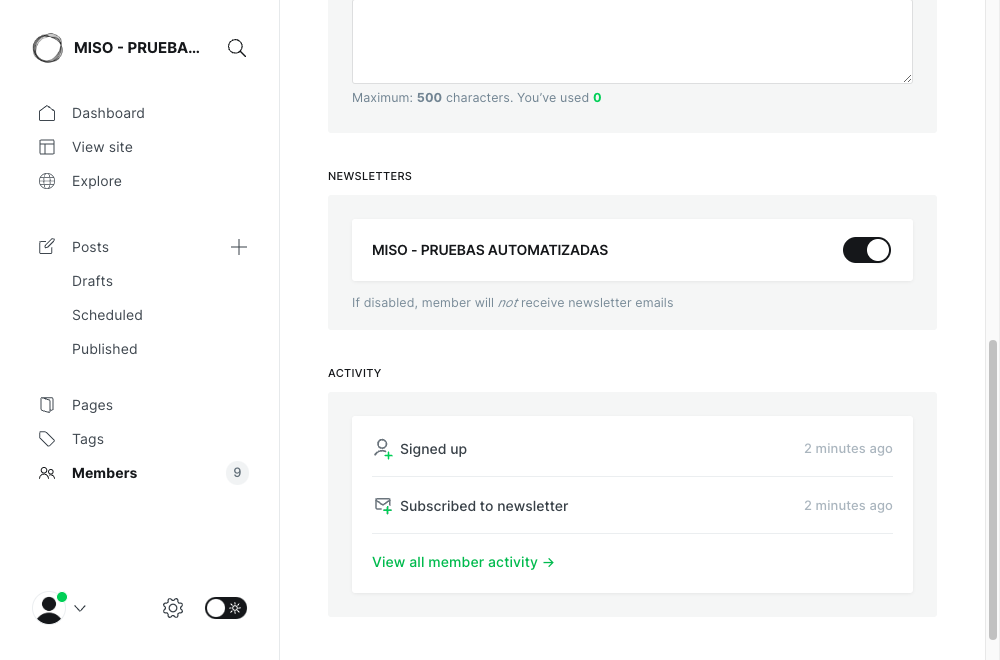 MISO - PRUEBA...
Dashboard
View site
Explore
Posts
Drafts
Scheduled
Published
Pages
Tags
Members 9
Maximum: 500 characters. You’ve used 0
NEWSLETTERS
MISO - PRUEBAS AUTOMATIZADAS
If disabled, member will not receive newsletter emails
ACTIVITY
Signed up 2 minutes ago
Subscribed to newsletter 2 minutes ago
View all member activity →